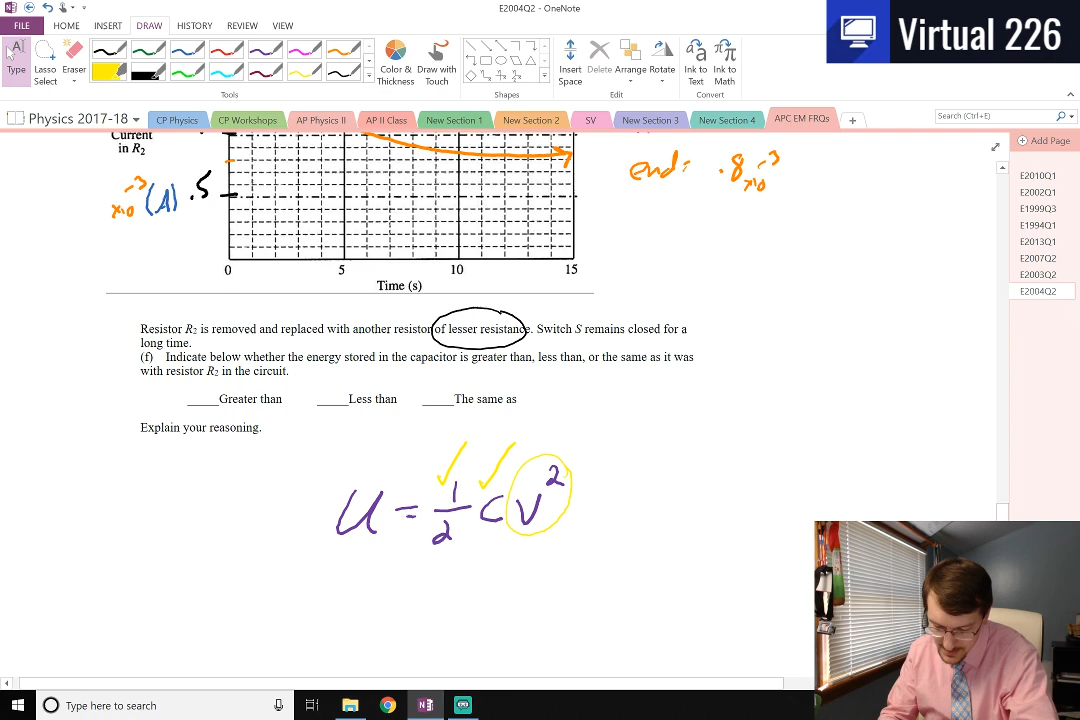 E2004Q2 - OneNote
FILE HOME INSERT DRAW HISTORY REVIEW VIEW
Virtual 226
Type
Lasso Select
Eraser
Color & Thickness
Draw with Touch
Insert Space
Delete
Arrange
Rotate
Ink to Text
Ink to Math
Tools Shapes Edit Convert
Physics 2017-18 CP Physics CP Workshops AP Physics II AP II Class New Section 1 New Section 2 SV New Section 3 New Section 4 APC EM FRQs
Search (Ctrl+E)
Add Page
E2010Q1
E2002Q1
E1999Q3
E1994Q1
E2013Q1
E2007Q2
E2003Q2
E2004Q2
Current
in R2
x10⁻³ (A) .5
end: .8 x10⁻³
0 5 10 15
Time (s)
Resistor R2 is removed and replaced with another resistor of lesser resistance. Switch S remains closed for a
long time.
(f) Indicate below whether the energy stored in the capacitor is greater than, less than, or the same as it was
with resistor R2 in the circuit.
_____Greater than _____Less than _____The same as
Explain your reasoning.
U = 1/2 C V²
Type here to search